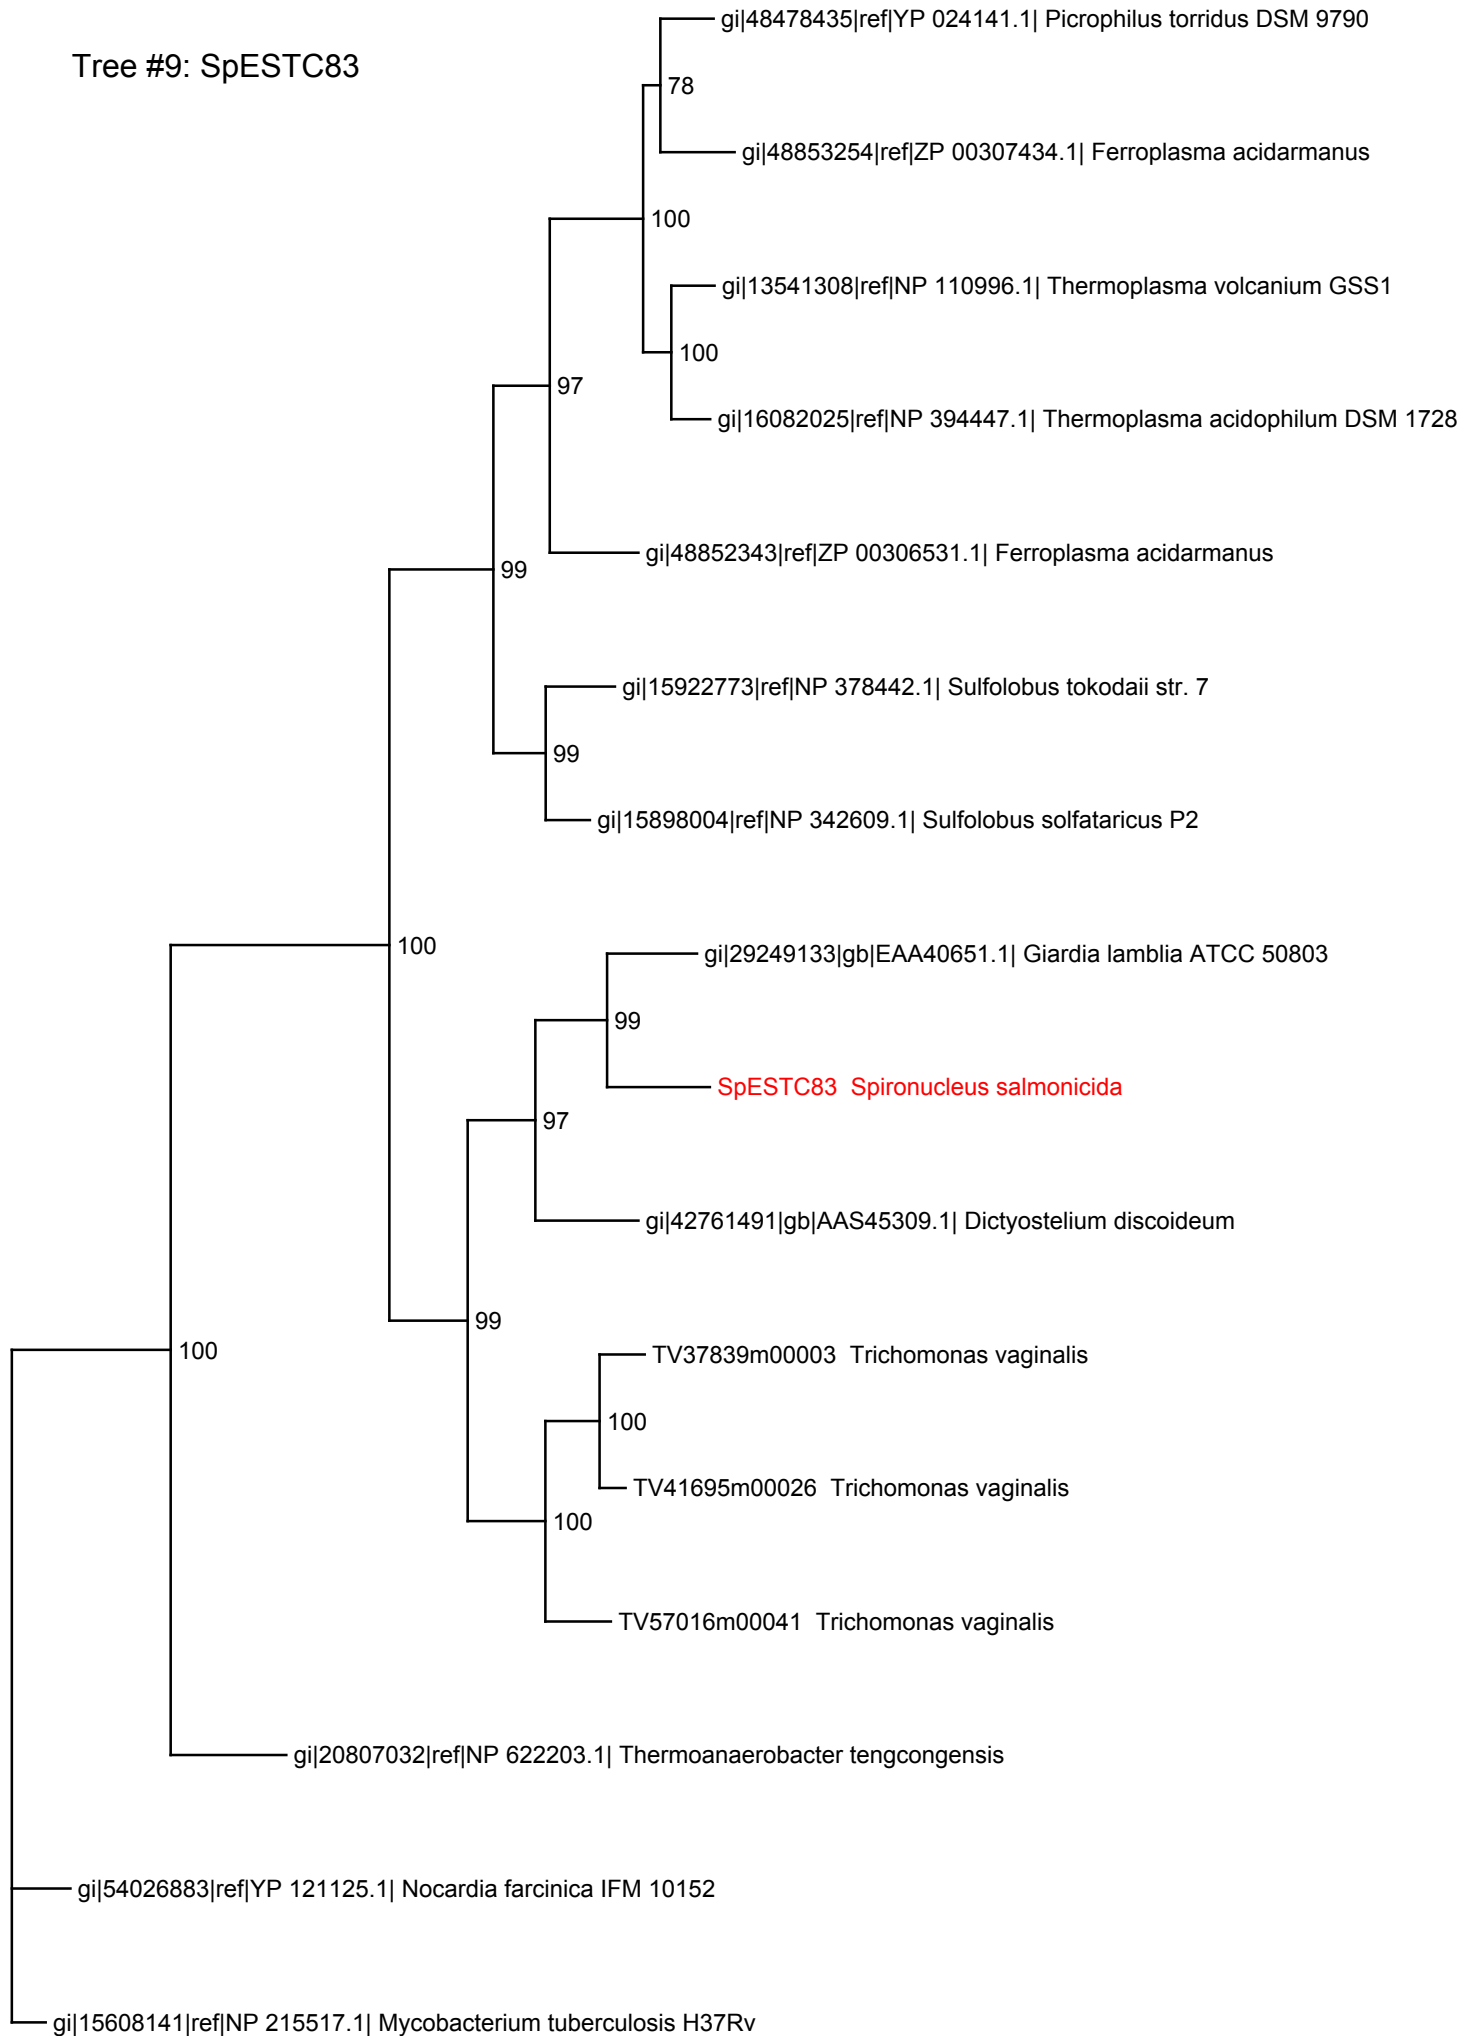 gi|48478435|ref|YP 024141.1| Picrophilus torridus DSM 9790
Tree #9: SpESTC83
78
gi|48853254|ref|ZP 00307434.1| Ferroplasma acidarmanus
100
gi|13541308|ref|NP 110996.1| Thermoplasma volcanium GSS1
100
97
gi|16082025|ref|NP 394447.1| Thermoplasma acidophilum DSM 1728
gi|48852343|ref|ZP 00306531.1| Ferroplasma acidarmanus
99
gi|15922773|ref|NP 378442.1| Sulfolobus tokodaii str. 7
99
gi|15898004|ref|NP 342609.1| Sulfolobus solfataricus P2
100
gi|29249133|gb|EAA40651.1| Giardia lamblia ATCC 50803
99
SpESTC83 Spironucleus salmonicida
97
gi|42761491|gb|AAS45309.1| Dictyostelium discoideum
99
100
TV37839m00003 Trichomonas vaginalis
100
TV41695m00026 Trichomonas vaginalis
100
TV57016m00041 Trichomonas vaginalis
gi|20807032|ref|NP 622203.1| Thermoanaerobacter tengcongensis
gi|54026883|ref|YP 121125.1| Nocardia farcinica IFM 10152
gi|15608141|ref|NP 215517.1| Mycobacterium tuberculosis H37Rv